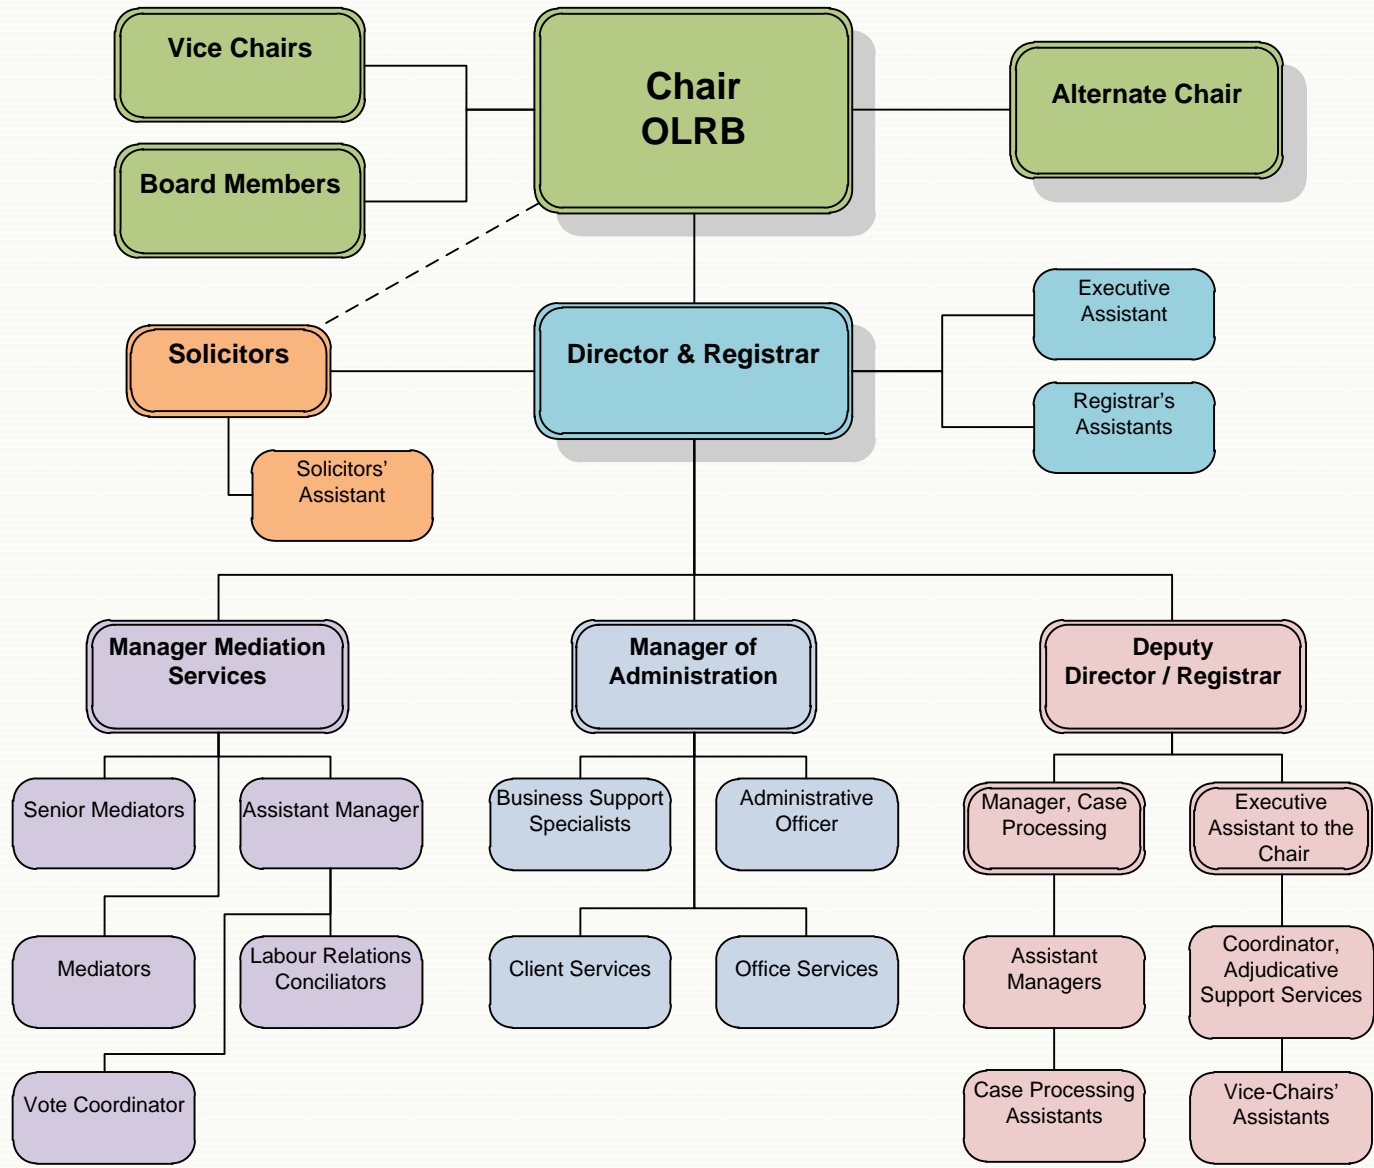 Vice Chairs
Chair
OLRB
Alternate Chair
Board Members
Executive
Assistant
Solicitors
Director & Registrar
Registrar’s
Assistants
Solicitors’
Assistant
Manager Mediation
Services
Manager of
Administration
Deputy
Director / Registrar
Senior Mediators
Assistant Manager
Business Support
Specialists
Administrative
Officer
Manager, Case
Processing
Executive
Assistant to the
Chair
Mediators
Labour Relations
Conciliators
Client Services
Office Services
Assistant
Managers
Coordinator,
Adjudicative
Support Services
Vote Coordinator
Case Processing
Assistants
Vice-Chairs’
Assistants